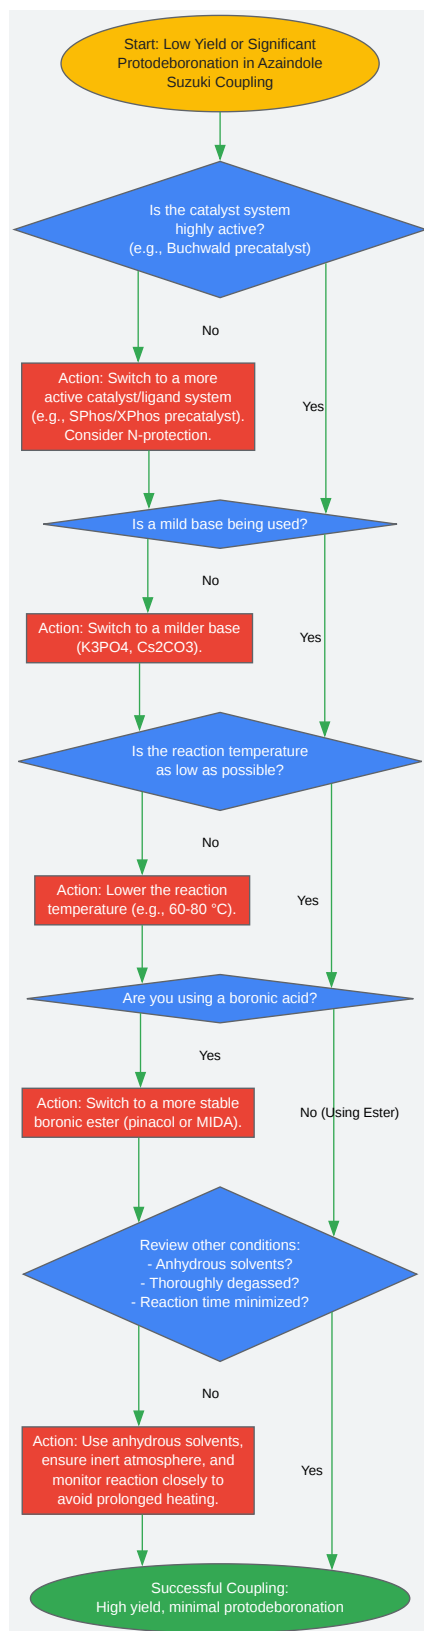 Start: Low Yield or Significant
Protodeboronation in Azaindole
Suzuki Coupling
Is the catalyst system
highly active?
(e.g., Buchwald precatalyst)
No
Yes
Action: Switch to a more
active catalyst/ligand system
(e.g., SPhos/XPhos precatalyst).
Consider N-protection.
Is a mild base being used?
No
Yes
Action: Switch to a milder base
(K3PO4, Cs2CO3).
Is the reaction temperature
as low as possible?
No
Yes
Action: Lower the reaction
temperature (e.g., 60-80 °C).
Are you using a boronic acid?
Yes
No (Using Ester)
Action: Switch to a more stable
boronic ester (pinacol or MIDA).
Review other conditions:
- Anhydrous solvents?
- Thoroughly degassed?
- Reaction time minimized?
No
Yes
Action: Use anhydrous solvents,
ensure inert atmosphere, and
monitor reaction closely to
avoid prolonged heating.
Successful Coupling:
High yield, minimal protodeboronation